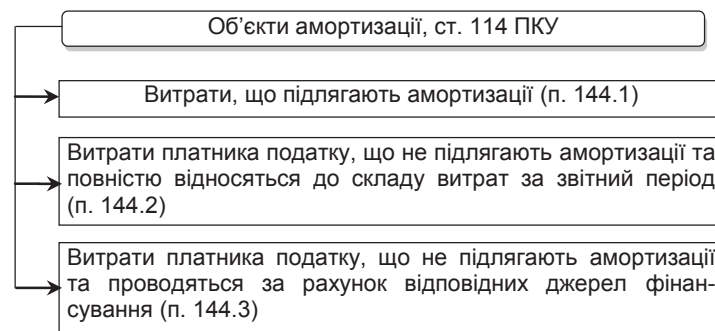 Об’єкти амортизації, ст. 114 ПКУ
Витрати, що підлягають амортизації (п. 144.1)
Витрати платника податку, що не підлягають амортизації та
повністю відносяться до складу витрат за звітний період
(п. 144.2)
Витрати платника податку, що не підлягають амортизації
та проводяться за рахунок відповідних джерел фінан-
сування (п. 144.3)